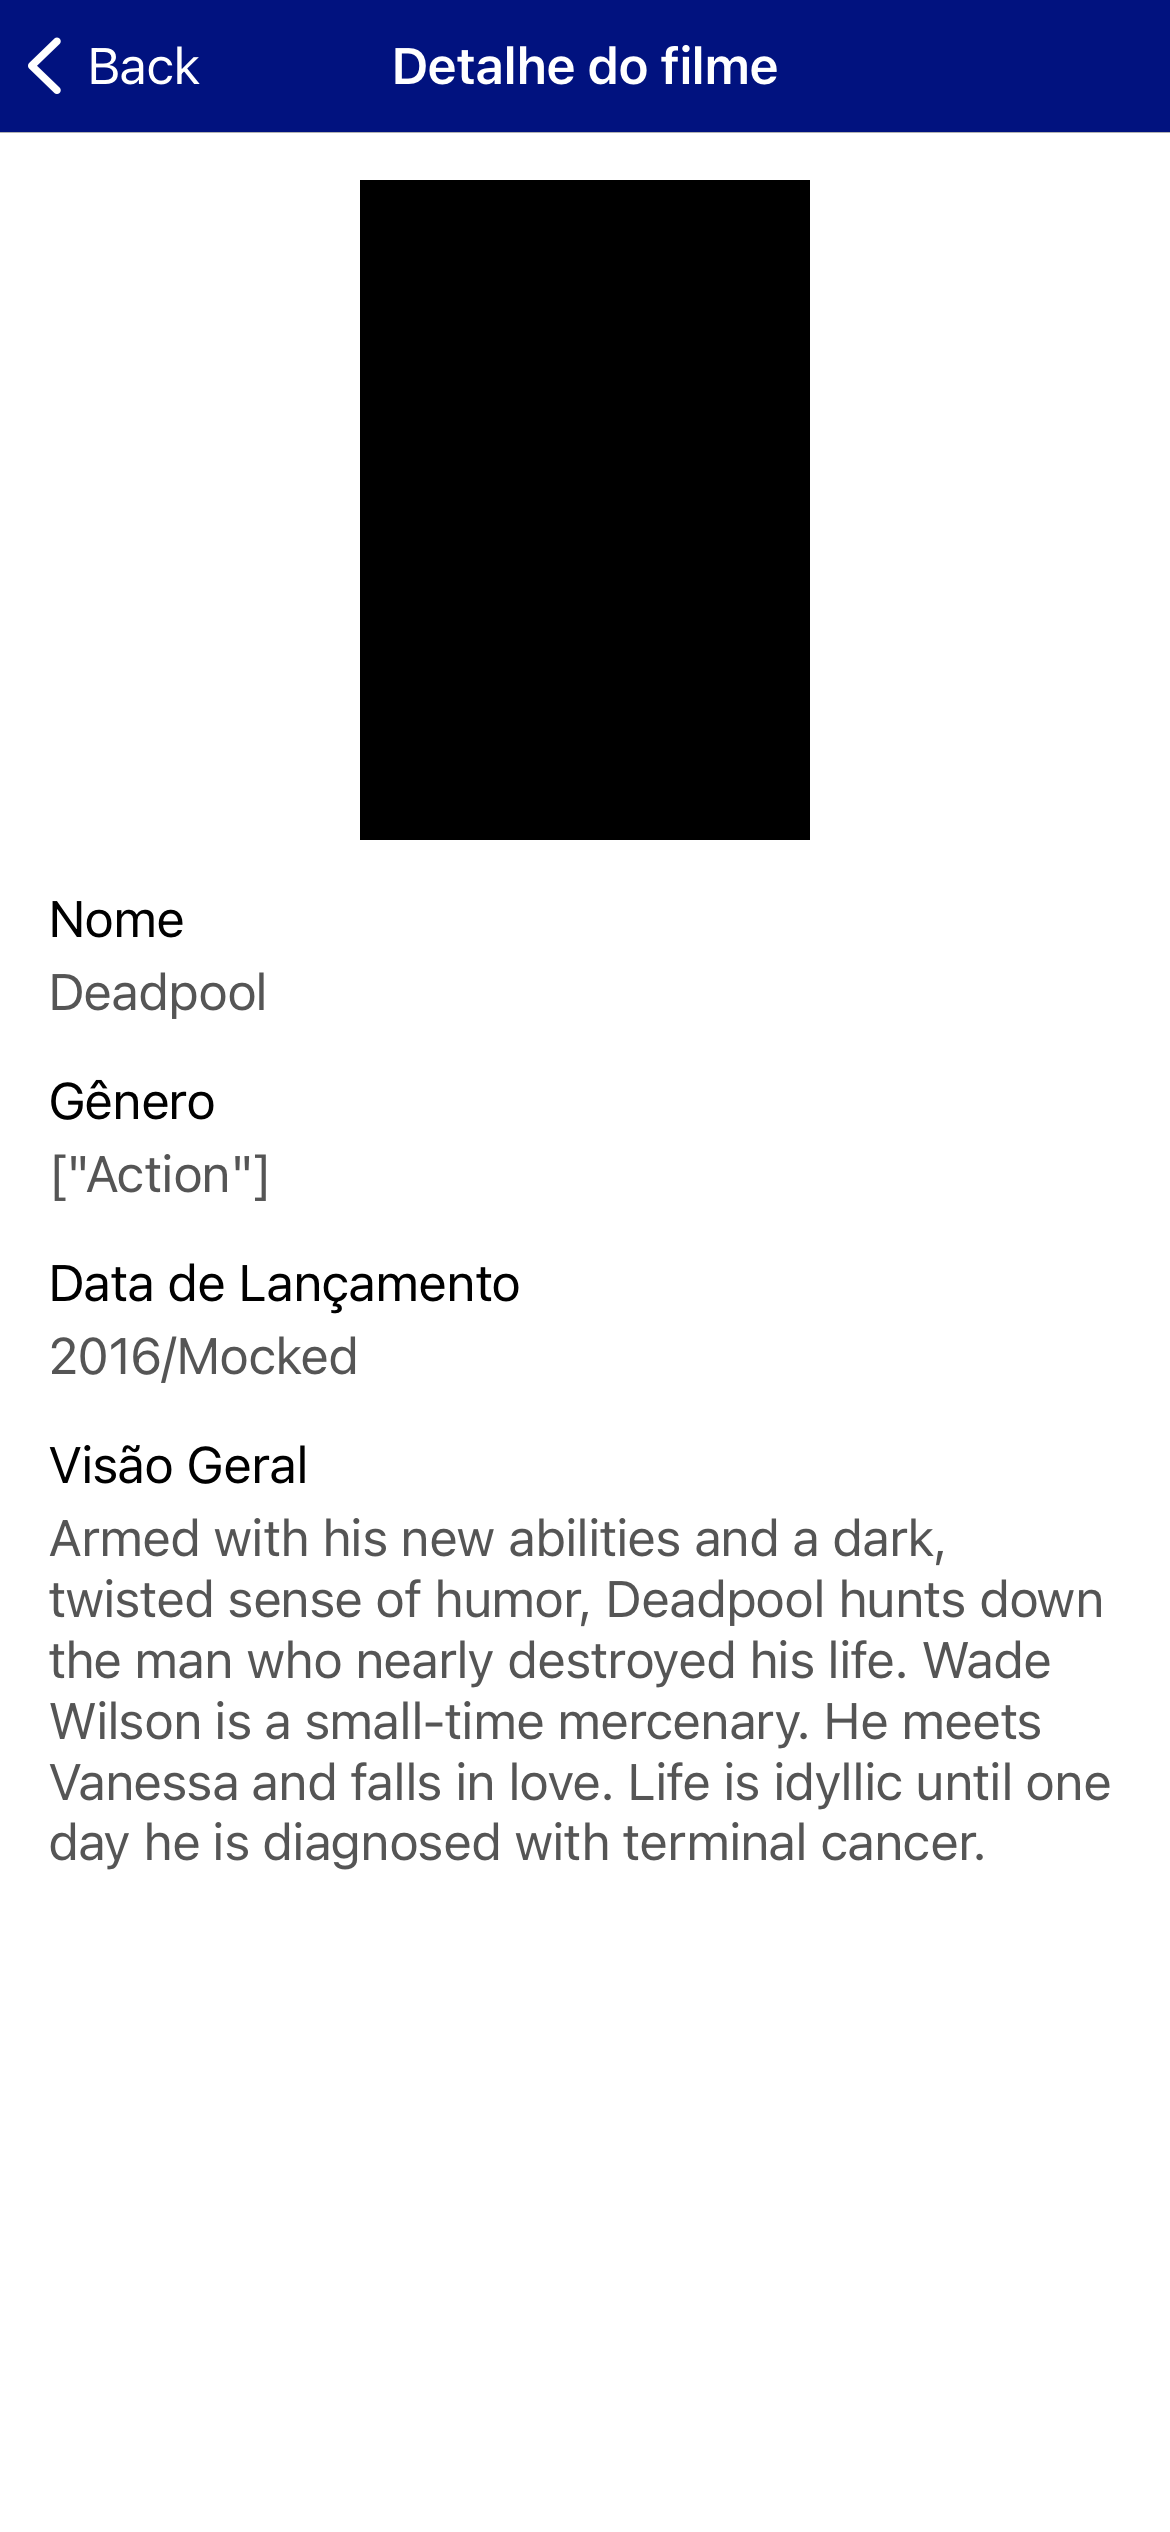 Back
Detalhe do filme
Nome
Deadpool
Gênero
["Action"]
Data de Lançamento
2016/Mocked
Visão Geral
Armed with his new abilities and a dark,
twisted sense of humor, Deadpool hunts down
the man who nearly destroyed his life. Wade
Wilson is a small-time mercenary. He meets
Vanessa and falls in love. Life is idyllic until one
day he is diagnosed with terminal cancer.